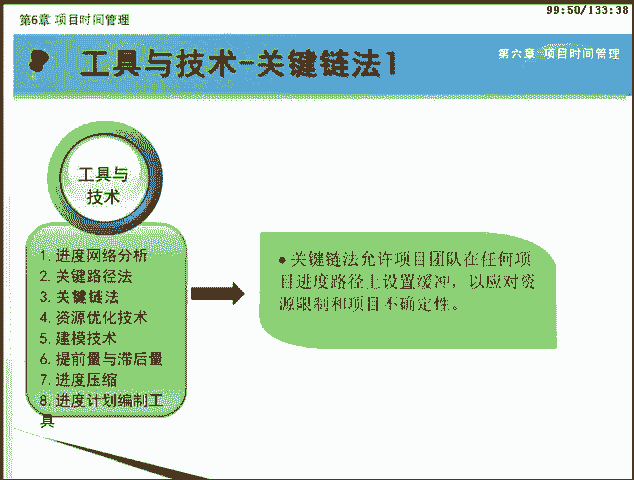 第6章 项目时间管理
99:50/133:38
工具与技术-关键链法1
第六章 项目时间管理
工具与
技术
1. 进度网络分析
2. 关键路径法
3. 关键链法
4. 资源优化技术
5. 建模技术
6. 提前量与滞后量
7. 进度压缩
8. 进度计划编制工
具
● 关键链法允许项目团队在任何项
目进度路径上设置缓冲，以应对资
源限制和项目不确定性。